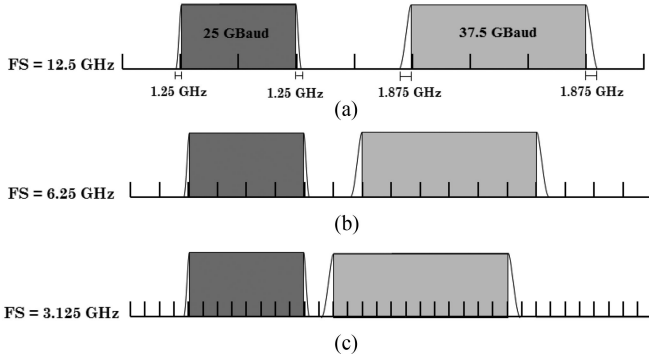 25 GBaud
37.5 GBaud
FS = 12.5 GHz
1.25 GHz
1.25 GHz
1.875 GHz
1.875 GHz
(a)
FS = 6.25 GHz
(b)
FS = 3.125 GHz
(c)